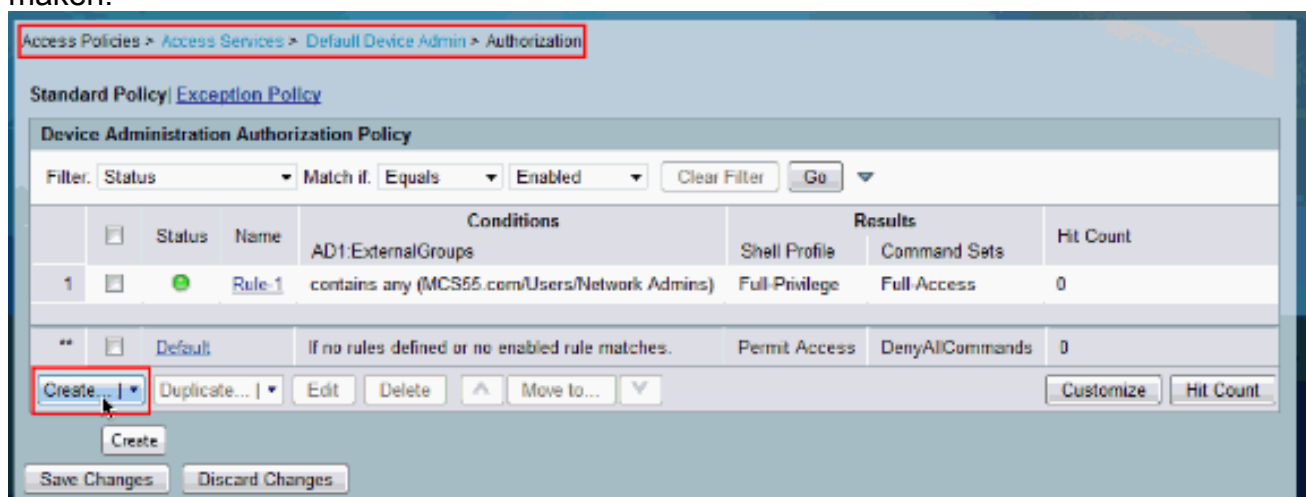 maken.
Access Policies > Access Services > Default Device Admin > Authorization
Standard Policy| Exception Policy
Device Administration Authorization Policy
Filter: Status Match if: Equals Enabled Clear Filter Go
Status Name Conditions Results Hit Count
AD1:ExternalGroups Shell Profile Command Sets
1 Rule-1 contains any (MCS55.com/Users/Network Admins) Full-Privilege Full-Access 0
** Default If no rules defined or no enabled rule matches. Permit Access DenyAllCommands 0
Create... | Duplicate... | Edit Delete Move to... Customize Hit Count
Create
Save Changes Discard Changes